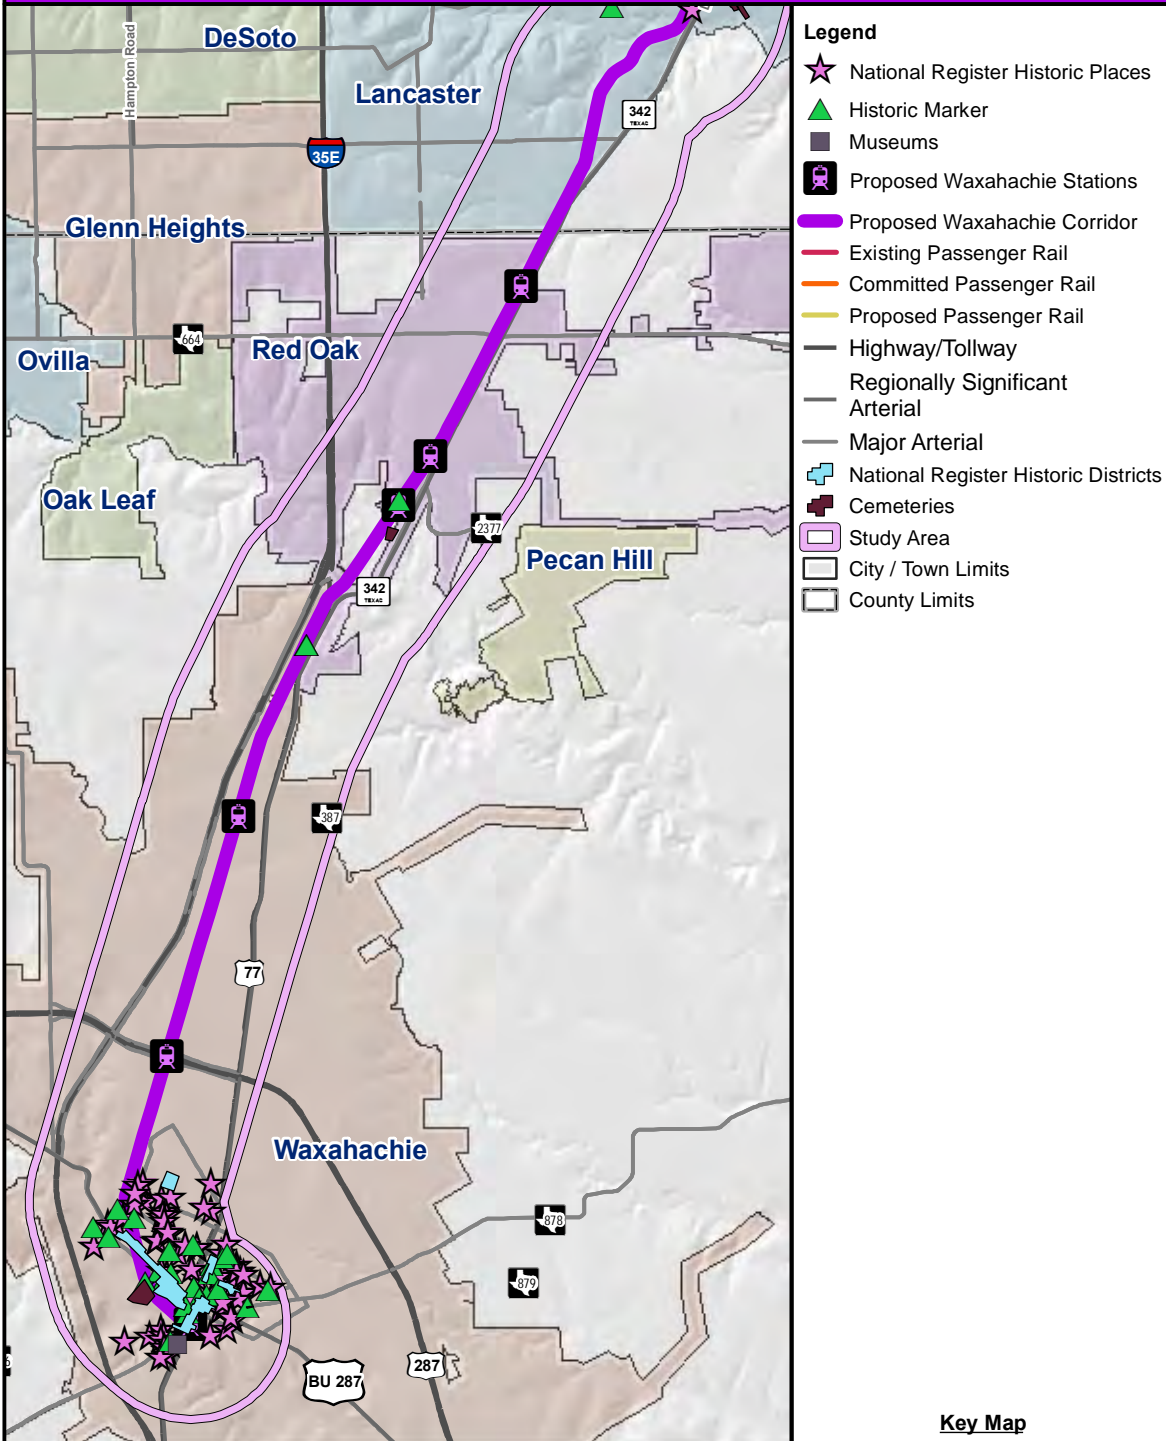 DeSoto
Hampton Road
Lancaster
342
TEXAS
35E
Glenn Heights
664
Red Oak
Ovilla
Oak Leaf
2377
Pecan Hill
342
TEXAS
387
77
Waxahachie
878
879
BU 287
287
Legend
National Register Historic Places
Historic Marker
Museums
Proposed Waxahachie Stations
Proposed Waxahachie Corridor
Existing Passenger Rail
Committed Passenger Rail
Proposed Passenger Rail
Highway/Tollway
Regionally Significant
Arterial
Major Arterial
National Register Historic Districts
Cemeteries
Study Area
City / Town Limits
County Limits
Key Map